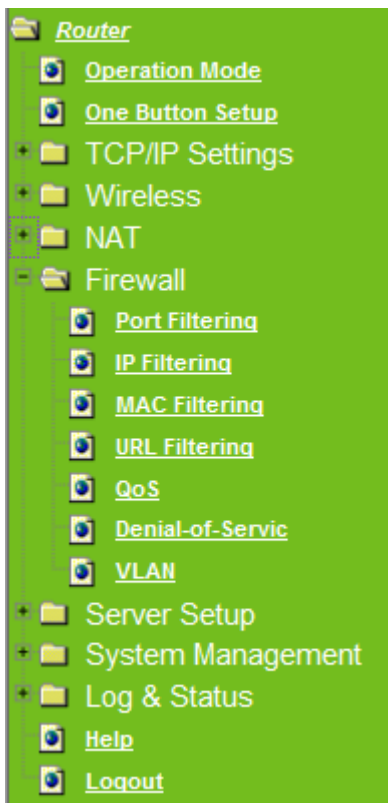 Router
Operation Mode
One Button Setup
TCP/IP Settings
Wireless
NAT
Firewall
Port Filtering
IP Filtering
MAC Filtering
URL Filtering
QoS
Denial-of-Servic
VLAN
Server Setup
System Management
Log & Status
Help
Logout